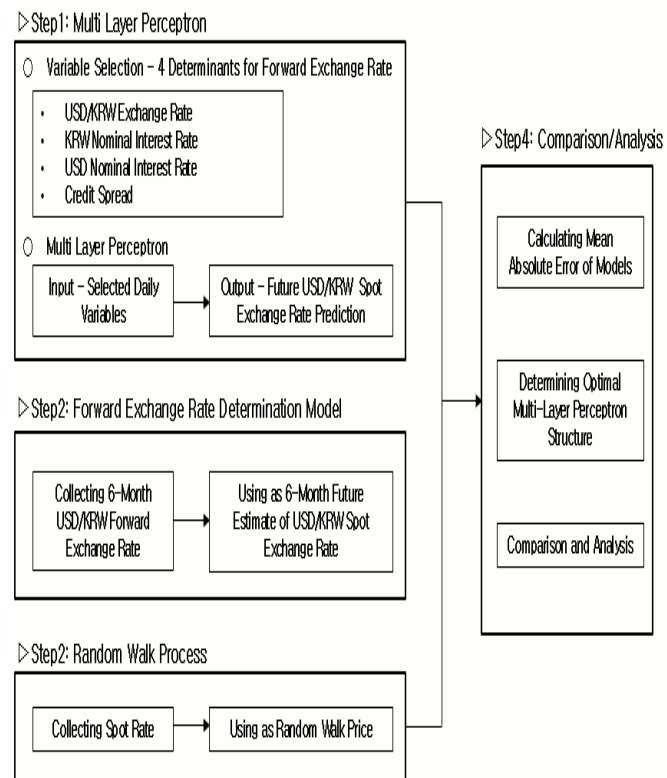 ▷Step1: Multi Layer Perceptron
○ Variable Selection – 4 Determinants for Forward Exchange Rate
• USD/KRW Exchange Rate
• KRW Nominal Interest Rate
• USD Nominal Interest Rate
• Credit Spread
○ Multi Layer Perceptron
Input – Selected Daily
Variables
Output – Future USD/KRW Spot
Exchange Rate Prediction
▷Step2: Forward Exchange Rate Determination Model
Collecting 6-Month
USD/KRW Forward
Exchange Rate
Using as 6-Month Future
Estimate of USD/KRW Spot
Exchange Rate
▷Step2: Random Walk Process
Collecting Spot Rate
Using as Random Walk Price
▷Step4: Comparison/Analysis
Calculating Mean
Absolute Error of Models
Determining Optimal
Multi-Layer Perceptron
Structure
Comparison and Analysis